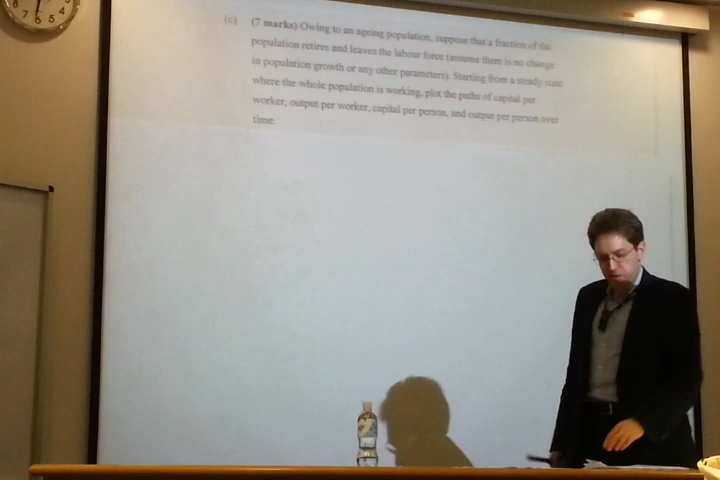 (c) (7 marks) Owing to an ageing population, suppose that a fraction of the
population retires and leaves the labour force (assume there is no change
in population growth or any other parameters). Starting from a steady state
where the whole population is working, plot the paths of capital per
worker, output per worker, capital per person, and output per person over
time.